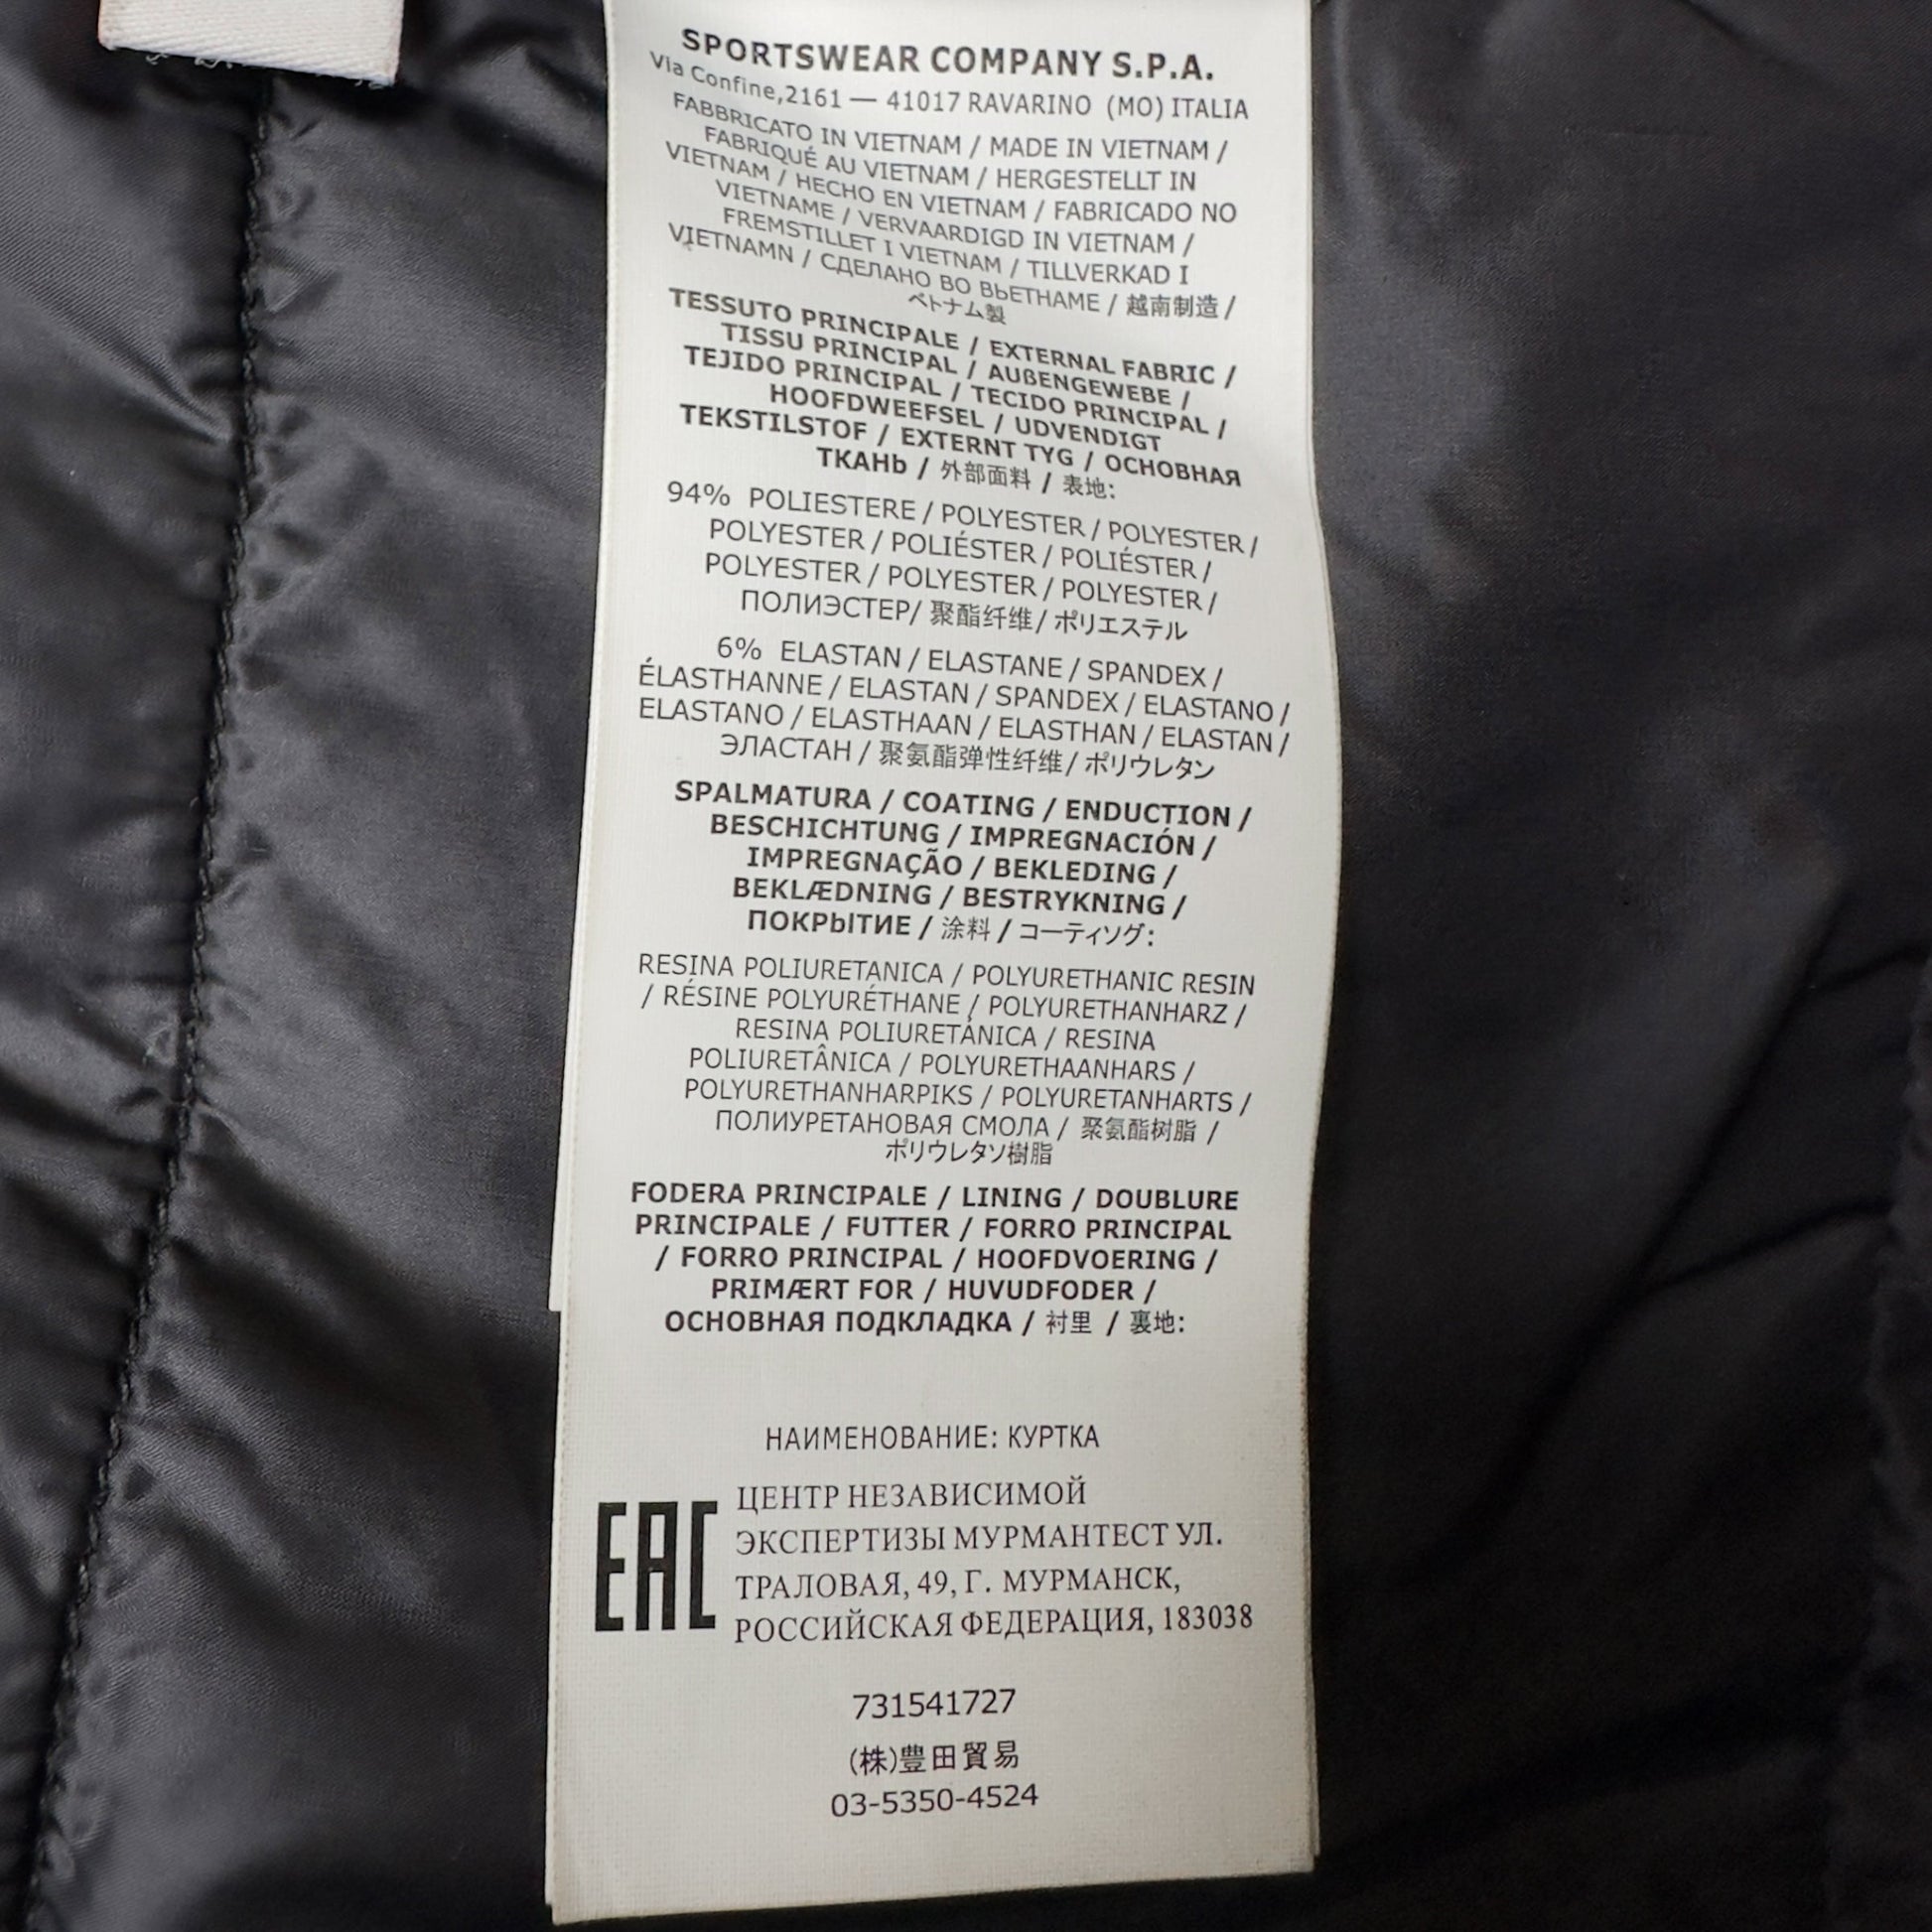 SPORTSWEAR COMPANY S.P.A.
Via Confine,2161 — 41017 RAVARINO (MO) ITALIA
FABBRICATO IN VIETNAM / MADE IN VIETNAM /
FABRIQUÉ AU VIETNAM / HERGESTELLT IN
VIETNAM / HECHO EN VIETNAM / FABRICADO NO
VIETNAME / VERVAARDIGD IN VIETNAM /
FREMSTILLET I VIETNAM / TILLVERKAD I
VIETNAMN / СДЕЛАНО ВО ВЬЕТНАМЕ / 越南制造 /
ベトナム製
TESSUTO PRINCIPALE / EXTERNAL FABRIC /
TISSU PRINCIPAL / AUßENGEWEBE /
TEJIDO PRINCIPAL / TECIDO PRINCIPAL /
HOOFDWEEFSEL / UDVENDIGT
TEKSTILSTOF / EXTERNT TYG / ОСНОВНАЯ
ТКАНЬ / 外部面料 / 表地:
94% POLIESTERE / POLYESTER / POLYESTER /
POLYESTER / POLIÉSTER / POLIÉSTER /
POLYESTER / POLYESTER / POLYESTER /
ПОЛИЭСТЕР/ 聚酯纤维/ ポリエステル
6% ELASTAN / ELASTANE / SPANDEX /
ÉLASTHANNE / ELASTAN / SPANDEX / ELASTANO /
ELASTANO / ELASTHAAN / ELASTHAN / ELASTAN /
ЭЛАСТАН / 聚氨酯弹性纤维/ ポリウレタン
SPALMATURA / COATING / ENDUCTION /
BESCHICHTUNG / IMPREGNACIÓN /
IMPREGNAÇÃO / BEKLEDING /
BEKLÆDNING / BESTRYKNING /
ПОКРЫТИЕ / 涂料 / コーティソグ:
RESINA POLIURETANICA / POLYURETHANIC RESIN
/ RÉSINE POLYURÉTHANE / POLYURETHANHARZ /
RESINA POLIURETÁNICA / RESINA
POLIURETÂNICA / POLYURETHAANHARS /
POLYURETHANHARPIKS / POLYURETANHARTS /
ПОЛИУРЕТАНОВАЯ СМОЛА / 聚氨酯树脂 /
ポリウレタソ樹脂
FODERA PRINCIPALE / LINING / DOUBLURE
PRINCIPALE / FUTTER / FORRO PRINCIPAL
/ FORRO PRINCIPAL / HOOFDVOERING /
PRIMÆRT FOR / HUVUDFODER /
ОСНОВНАЯ ПОДКЛАДКА / 衬里 / 裏地:
НАИМЕНОВАНИЕ: КУРТКА
EAC
ЦЕНТР НЕЗАВИСИМОЙ
ЭКСПЕРТИЗЫ МУРМАНТЕСТ УЛ.
ТРАЛОВАЯ, 49, Г. МУРМАНСК,
РОССИЙСКАЯ ФЕДЕРАЦИЯ, 183038
731541727
(株)豊田貿易
03-5350-4524